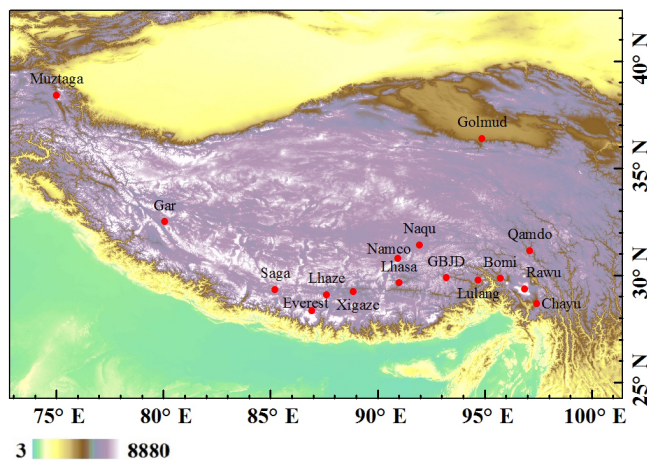 Muztaga
Golmud
Gar
Naqu
Qamdo
Namco
Lhasa
GBJD
Bomi
Rawu
Saga
Lhaze
Everest
Xigaze
Lulang
Chayu
40° N
35° N
30° N
25° N
75° E
80° E
85° E
90° E
95° E
100° E
3
8880